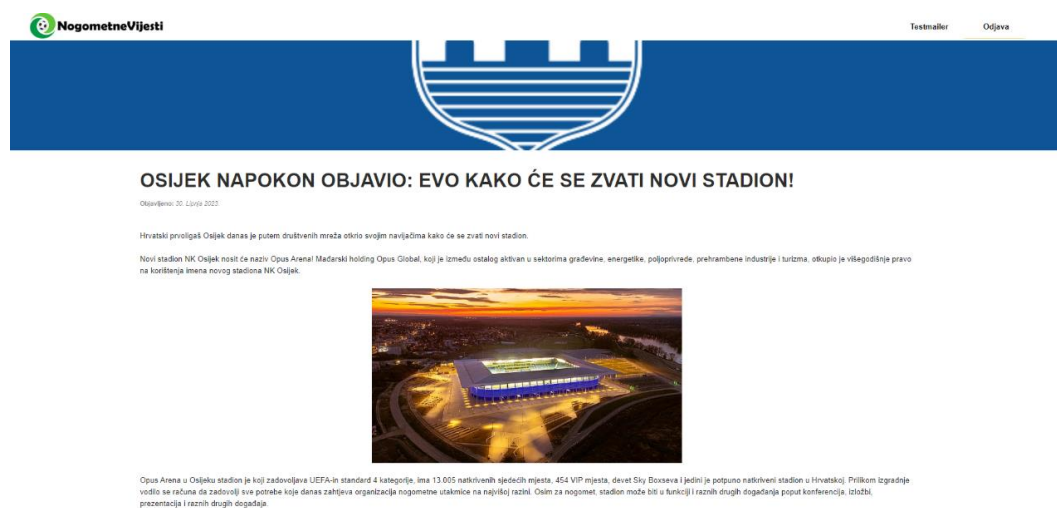 NogometneVijesti
Testmailer Odjava
OSIJEK NAPOKON OBJAVIO: EVO KAKO ĆE SE ZVATI NOVI STADION!
Objavljeno: 30. Lipnja 2023
Hrvatski prvoligaš Osijek danas je putem društvenih mreža otkrio svojim navijačima kako će se zvati novi stadion.
Novi stadion NK Osijek nosit će naziv Opus Arena! Mađarski holding Opus Global, koji je između ostalog aktivan u sektorima građevine, energetike, poljoprivrede, prehrambene industrije i turizma, otkupio je višegodišnje pravo
na korištenja imena novog stadiona NK Osijek.
Opus Arena u Osijeku stadion je koji zadovoljava UEFA-in standard 4 kategorije, ima 13.005 natkrivenih sjedećih mjesta, 454 VIP mjesta, devet Sky Boxseva i jedini je potpuno natkriveni stadion u Hrvatskoj. Prilikom izgradnje
vodilo se računa da zadovolji sve potrebe koje danas zahtjeva organizacija nogometne utakmice na najvišoj razini. Osim za nogomet, stadion može biti u funkciji i raznih drugih događanja poput konferencija, izložbi,
prezentacija i raznih drugih događaja.